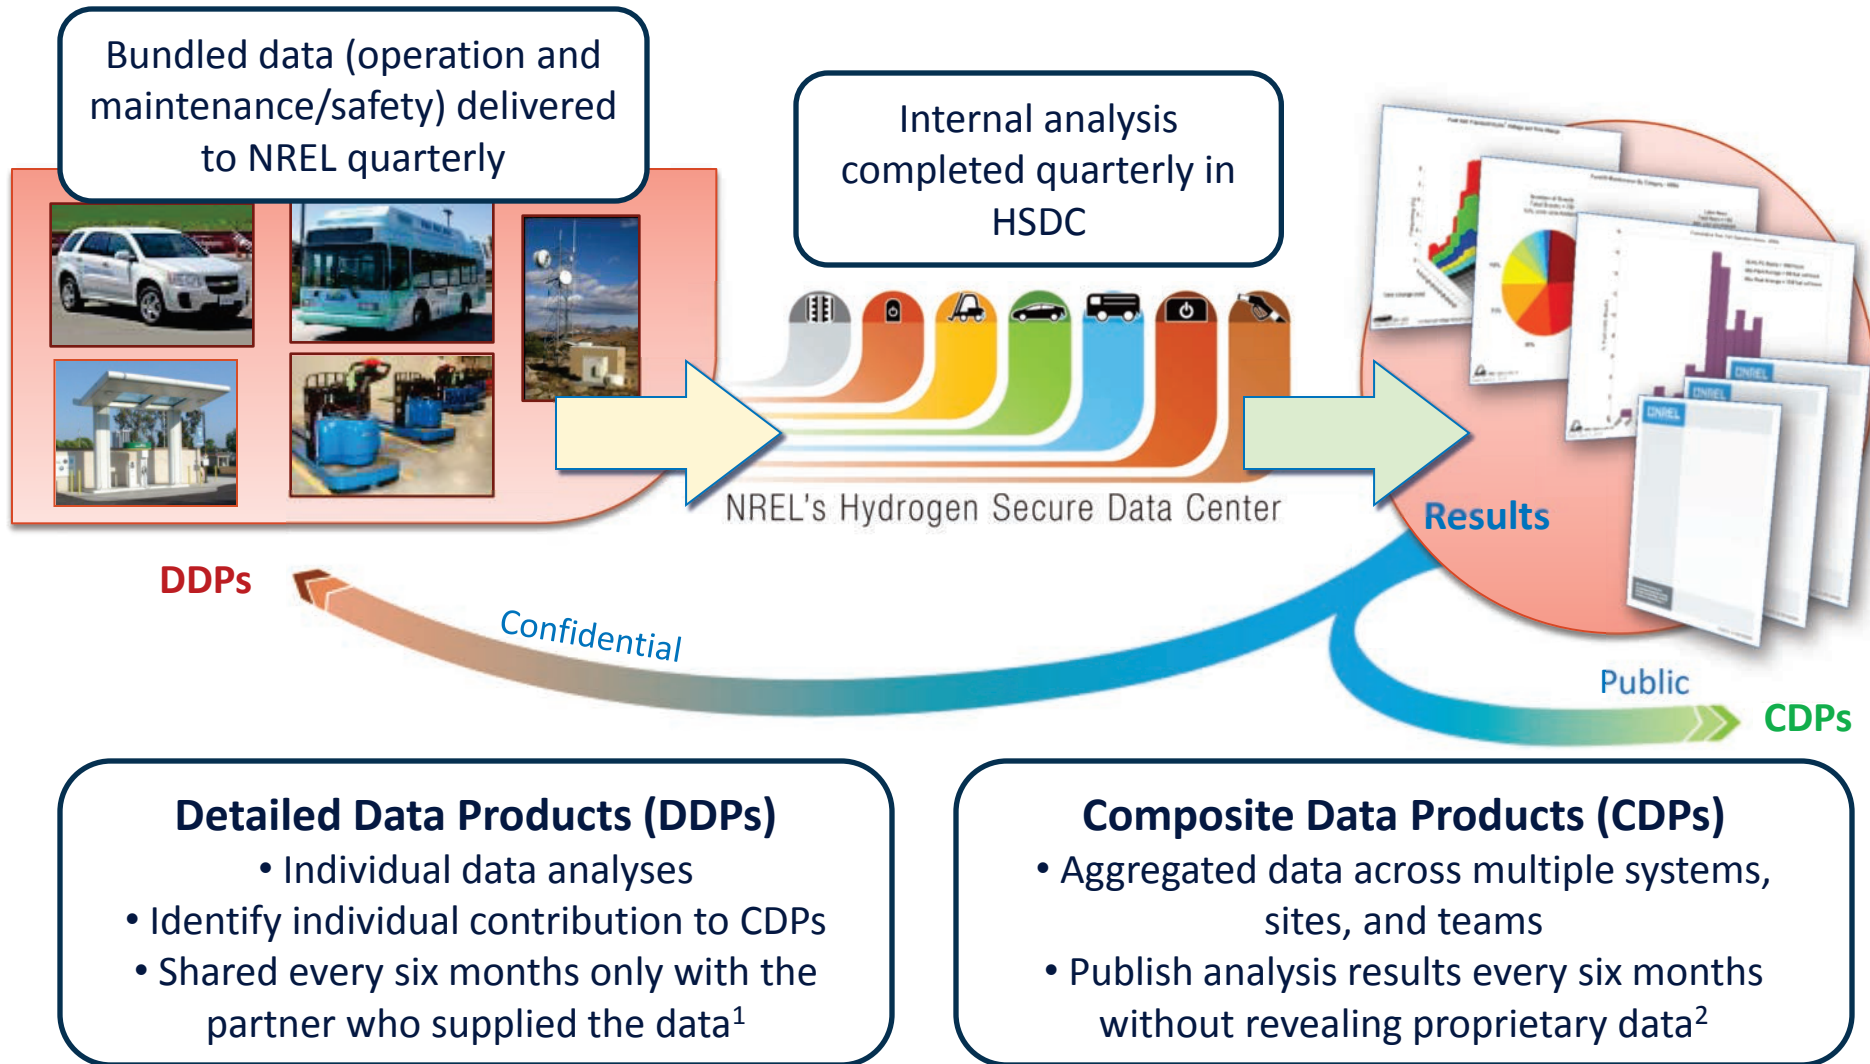 Bundled data (operation and
maintenance/safety) delivered
to NREL quarterly
Internal analysis
completed quarterly in
HSDC
NREL's Hydrogen Secure Data Center
Results
NREL
NREL
NREL
DDPs
Confidential
Public
CDPs
Detailed Data Products (DDPs)
• Individual data analyses
• Identify individual contribution to CDPs
• Shared every six months only with the
partner who supplied the data¹
Composite Data Products (CDPs)
• Aggregated data across multiple systems,
sites, and teams
• Publish analysis results every six months
without revealing proprietary data²